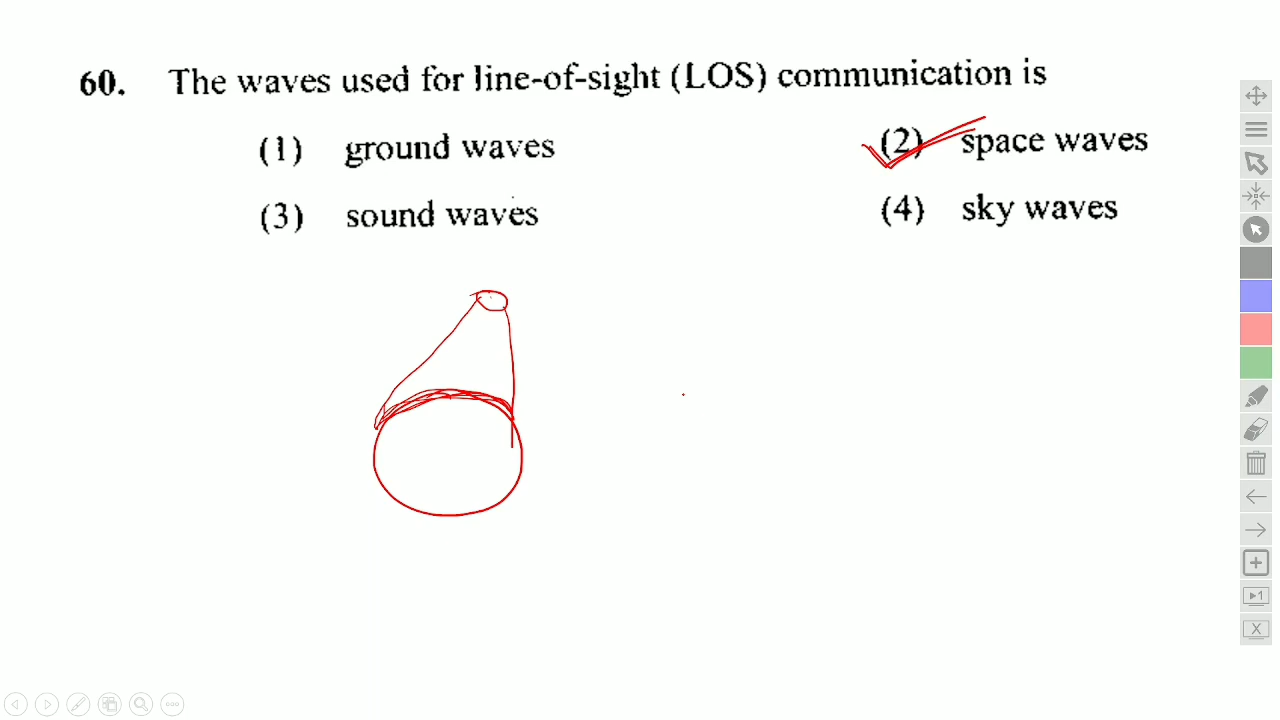 60. The waves used for line-of-sight (LOS) communication is
(1) ground waves (2) space waves
(3) sound waves (4) sky waves